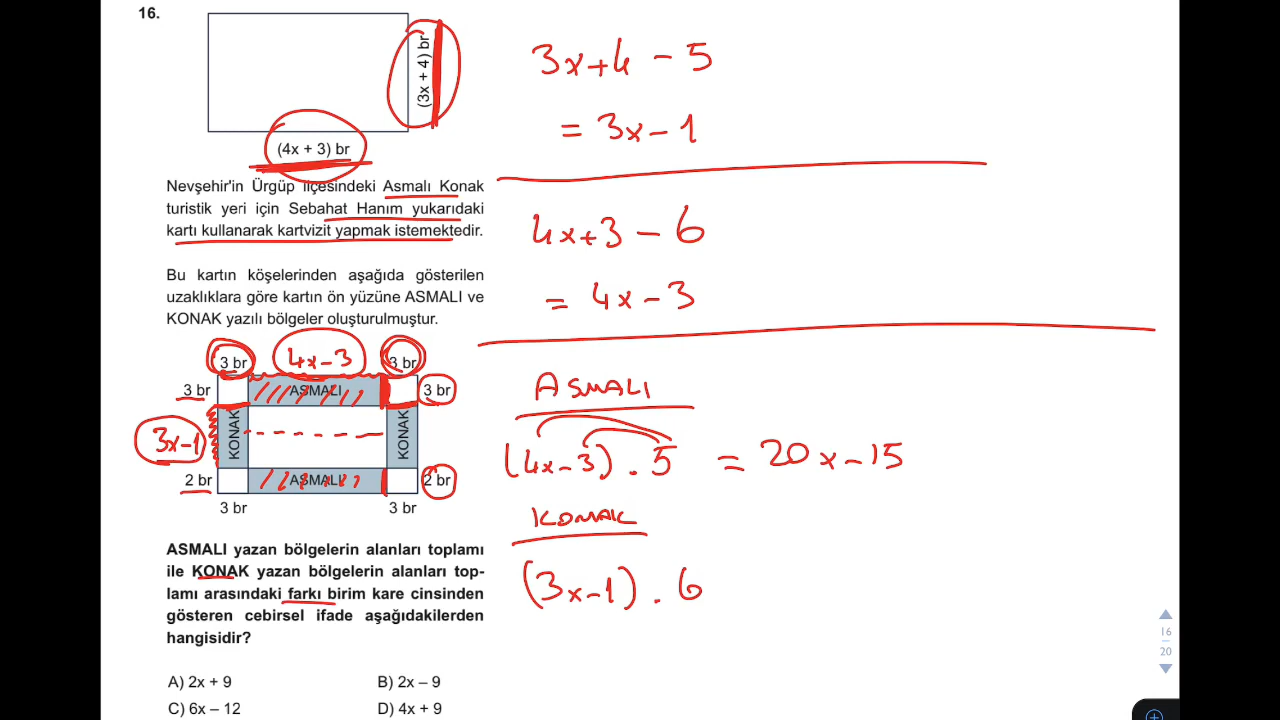 16.
(3x + 4) br
(4x + 3) br
Nevşehir'in Ürgüp ilçesindeki Asmalı Konak
turistik yeri için Sebahat Hanım yukarıdaki
kartı kullanarak kartvizit yapmak istemektedir.
Bu kartın köşelerinden aşağıda gösterilen
uzaklıklara göre kartın ön yüzüne ASMALI ve
KONAK yazılı bölgeler oluşturulmuştur.
3 br 4x-3 3 br
3 br ASMALI 3 br
3x-1 KONAK KONAK
2 br ASMALI 2 br
3 br 3 br
ASMALI yazan bölgelerin alanları toplamı
ile KONAK yazan bölgelerin alanları top-
lamı arasındaki farkı birim kare cinsinden
gösteren cebirsel ifade aşağıdakilerden
hangisidir?
A) 2x + 9 B) 2x – 9
C) 6x – 12 D) 4x + 9
3x+4 - 5
= 3x-1
4x+3 - 6
= 4x-3
ASMALI
(4x-3) . 5 = 20x-15
KONAK
(3x-1) . 6
16
20